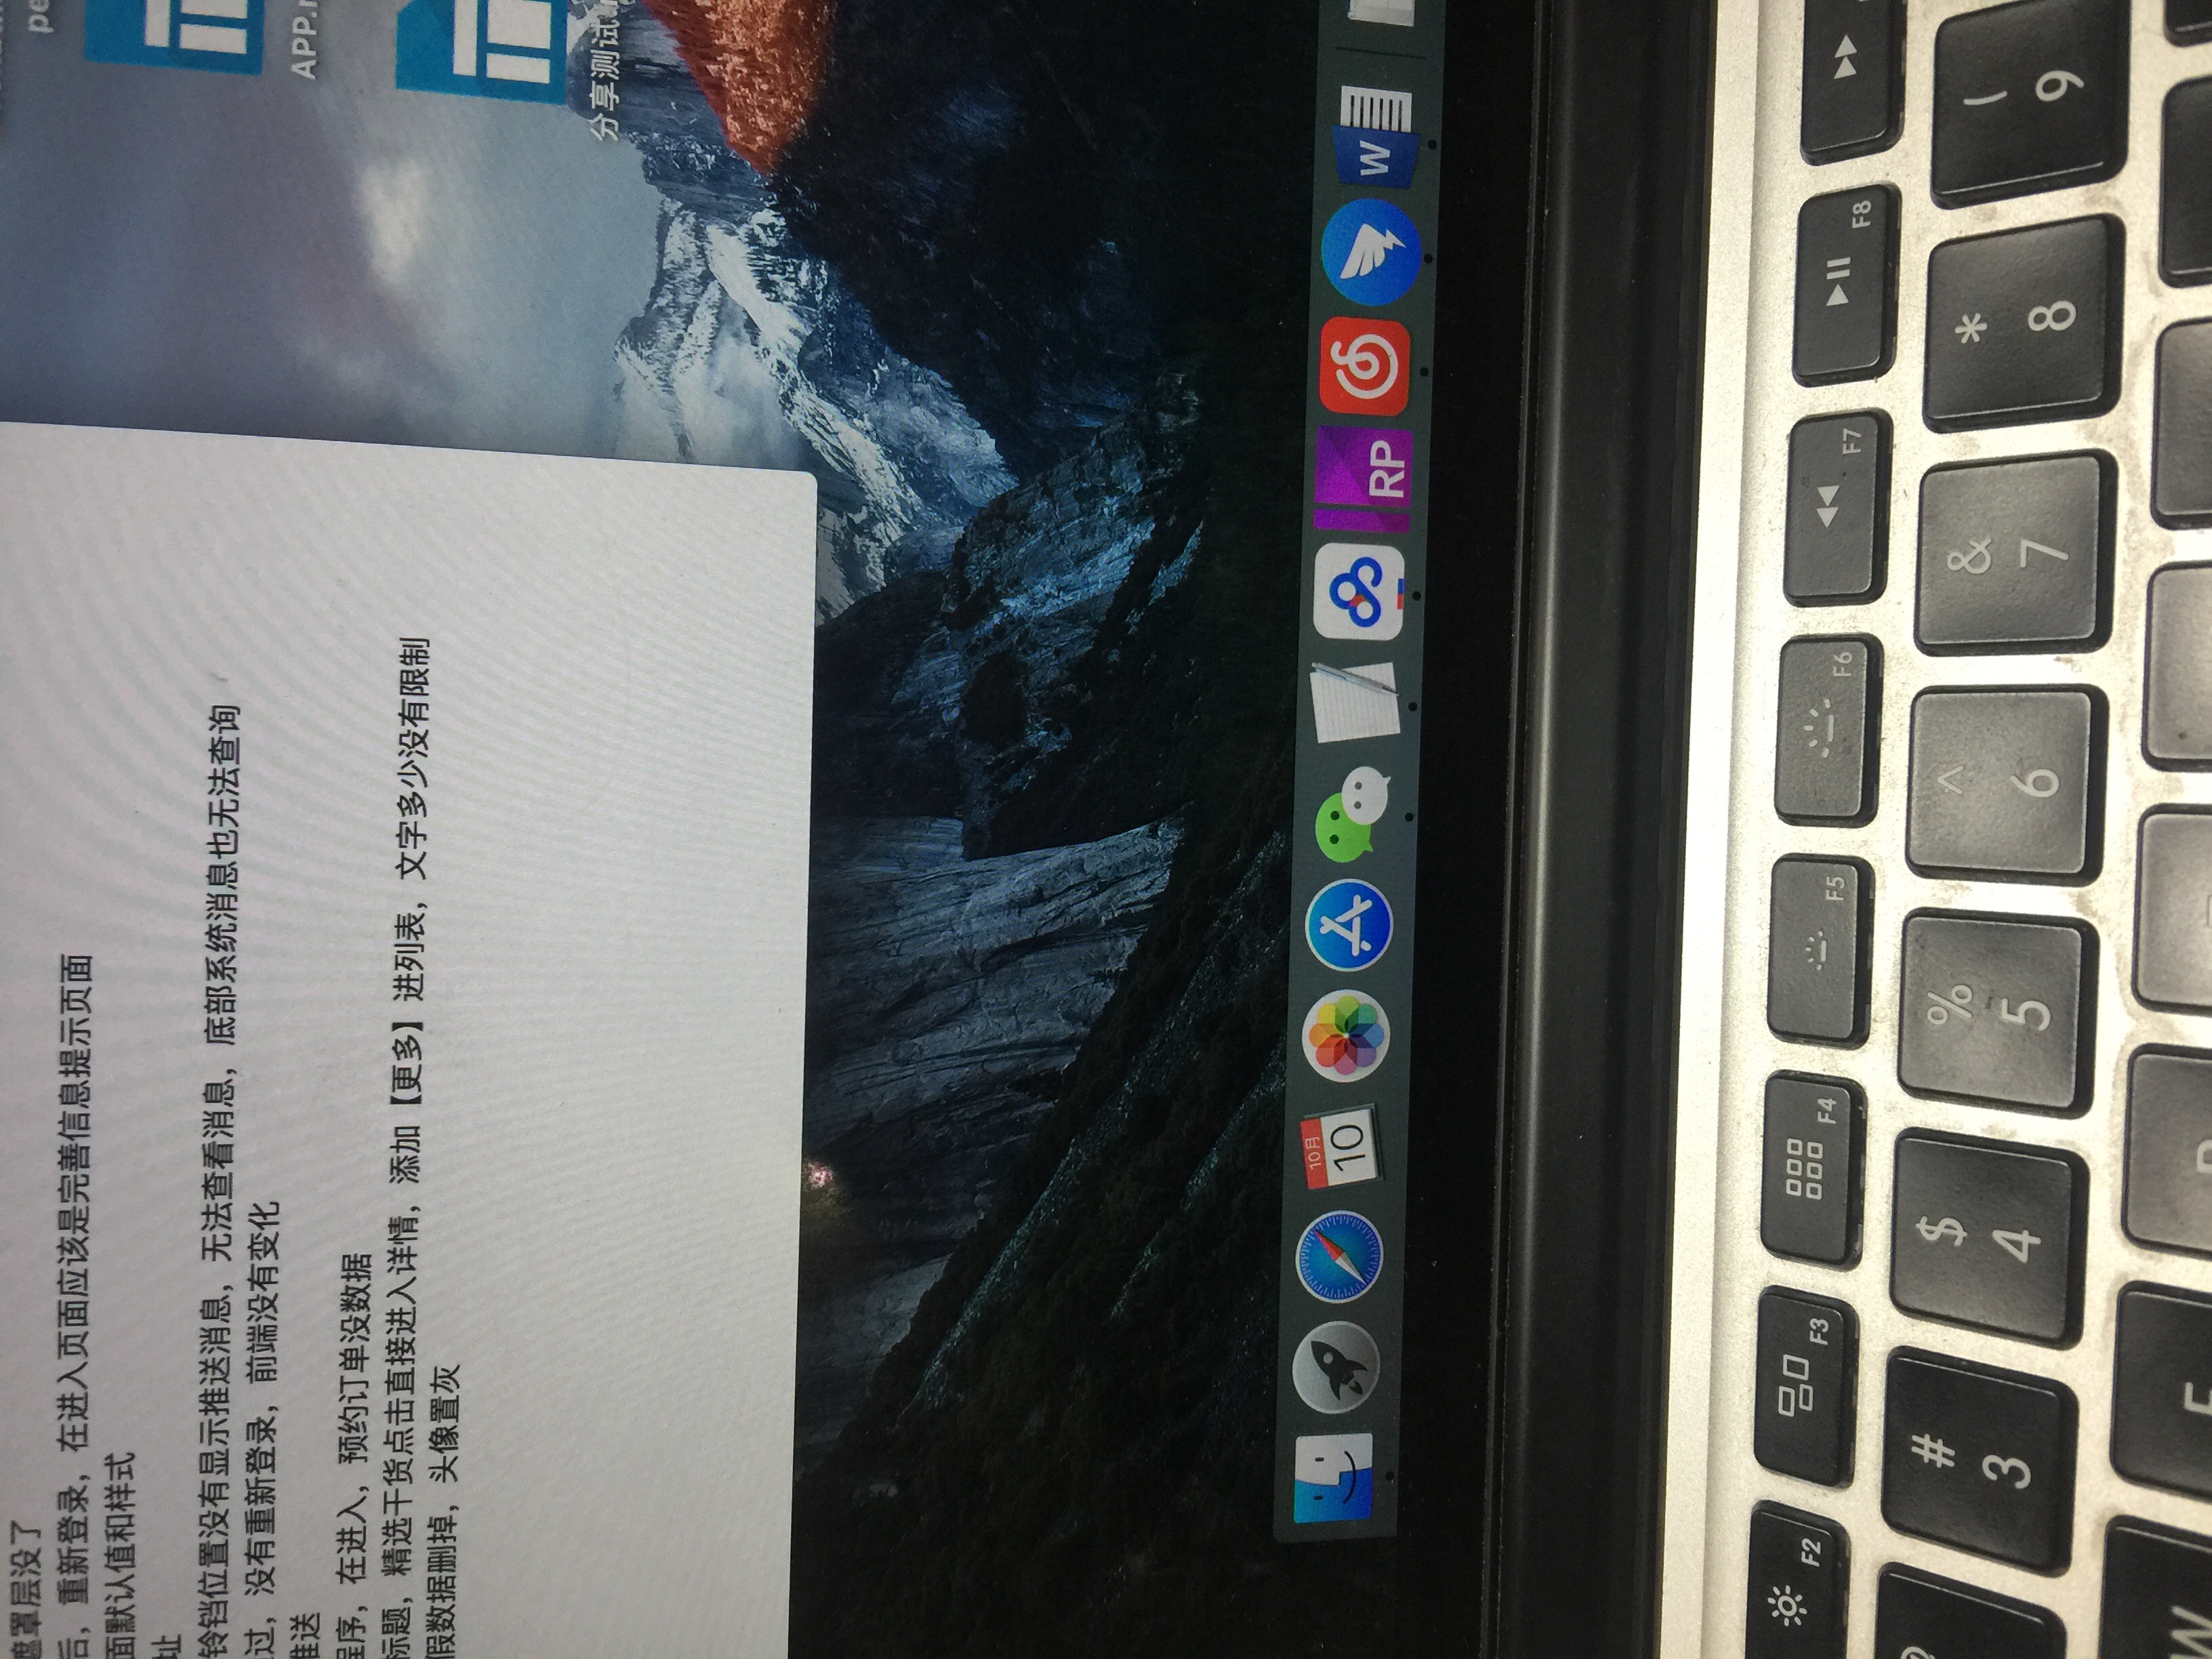 遮罩层没了
后，重新登录，在进入页面应该是完善信息提示页面
面默认值和样式
址
铃铛位置没有显示推送消息，无法查看消息，底部系统消息也无法查询
过，没有重新登录，前端没有变化
推送
程序，在进入，预约订单没数据
标题，精选干货点击直接进入详情，添加【更多】进列表，文字多少没有限制
假数据删掉，头像置灰
pe
APP.r
分享测试
10月
10
RP
W
F2 F3 F4 F5 F6 F7 F8
@ # $ % ^ & * (
3 4 5 6 7 8 9
W